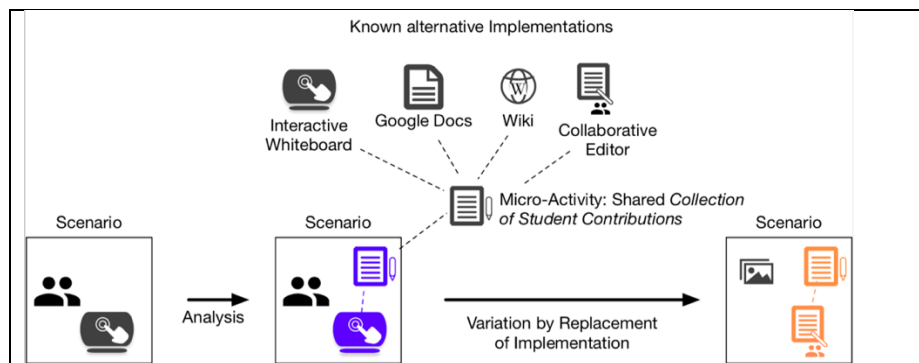 Known alternative Implementations
Interactive
Whiteboard
Google Docs
Wiki
Collaborative
Editor
Micro-Activity: Shared Collection
of Student Contributions
Scenario
Scenario
Scenario
Analysis
Variation by Replacement
of Implementation
W